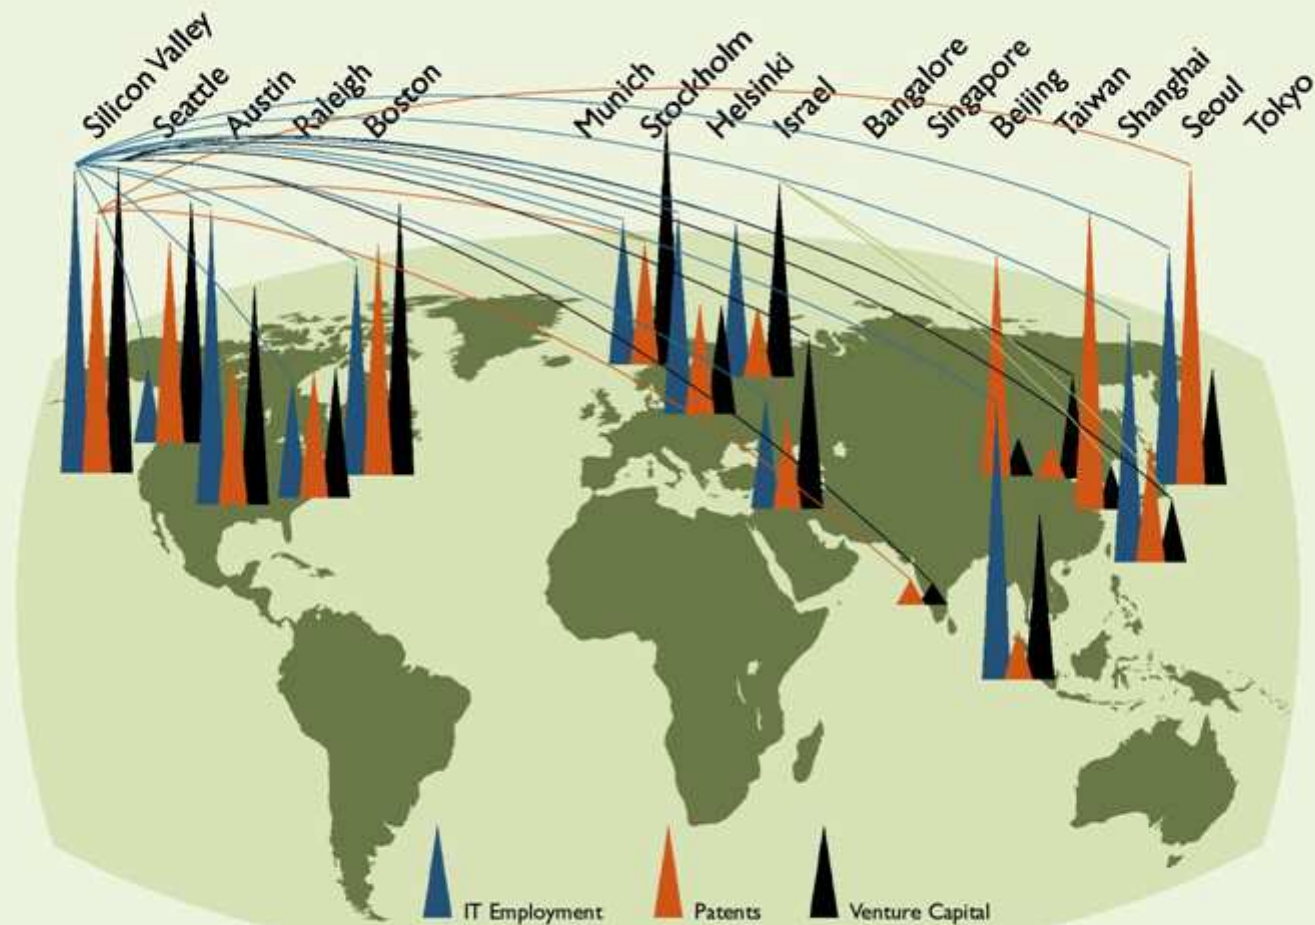 Silicon Valley
Seattle
Austin
Raleigh
Boston
Munich
Stockholm
Helsinki
Israel
Bangalore
Singapore
Beijing
Taiwan
Shanghai
Seoul
Tokyo
IT Employment
Patents
Venture Capital